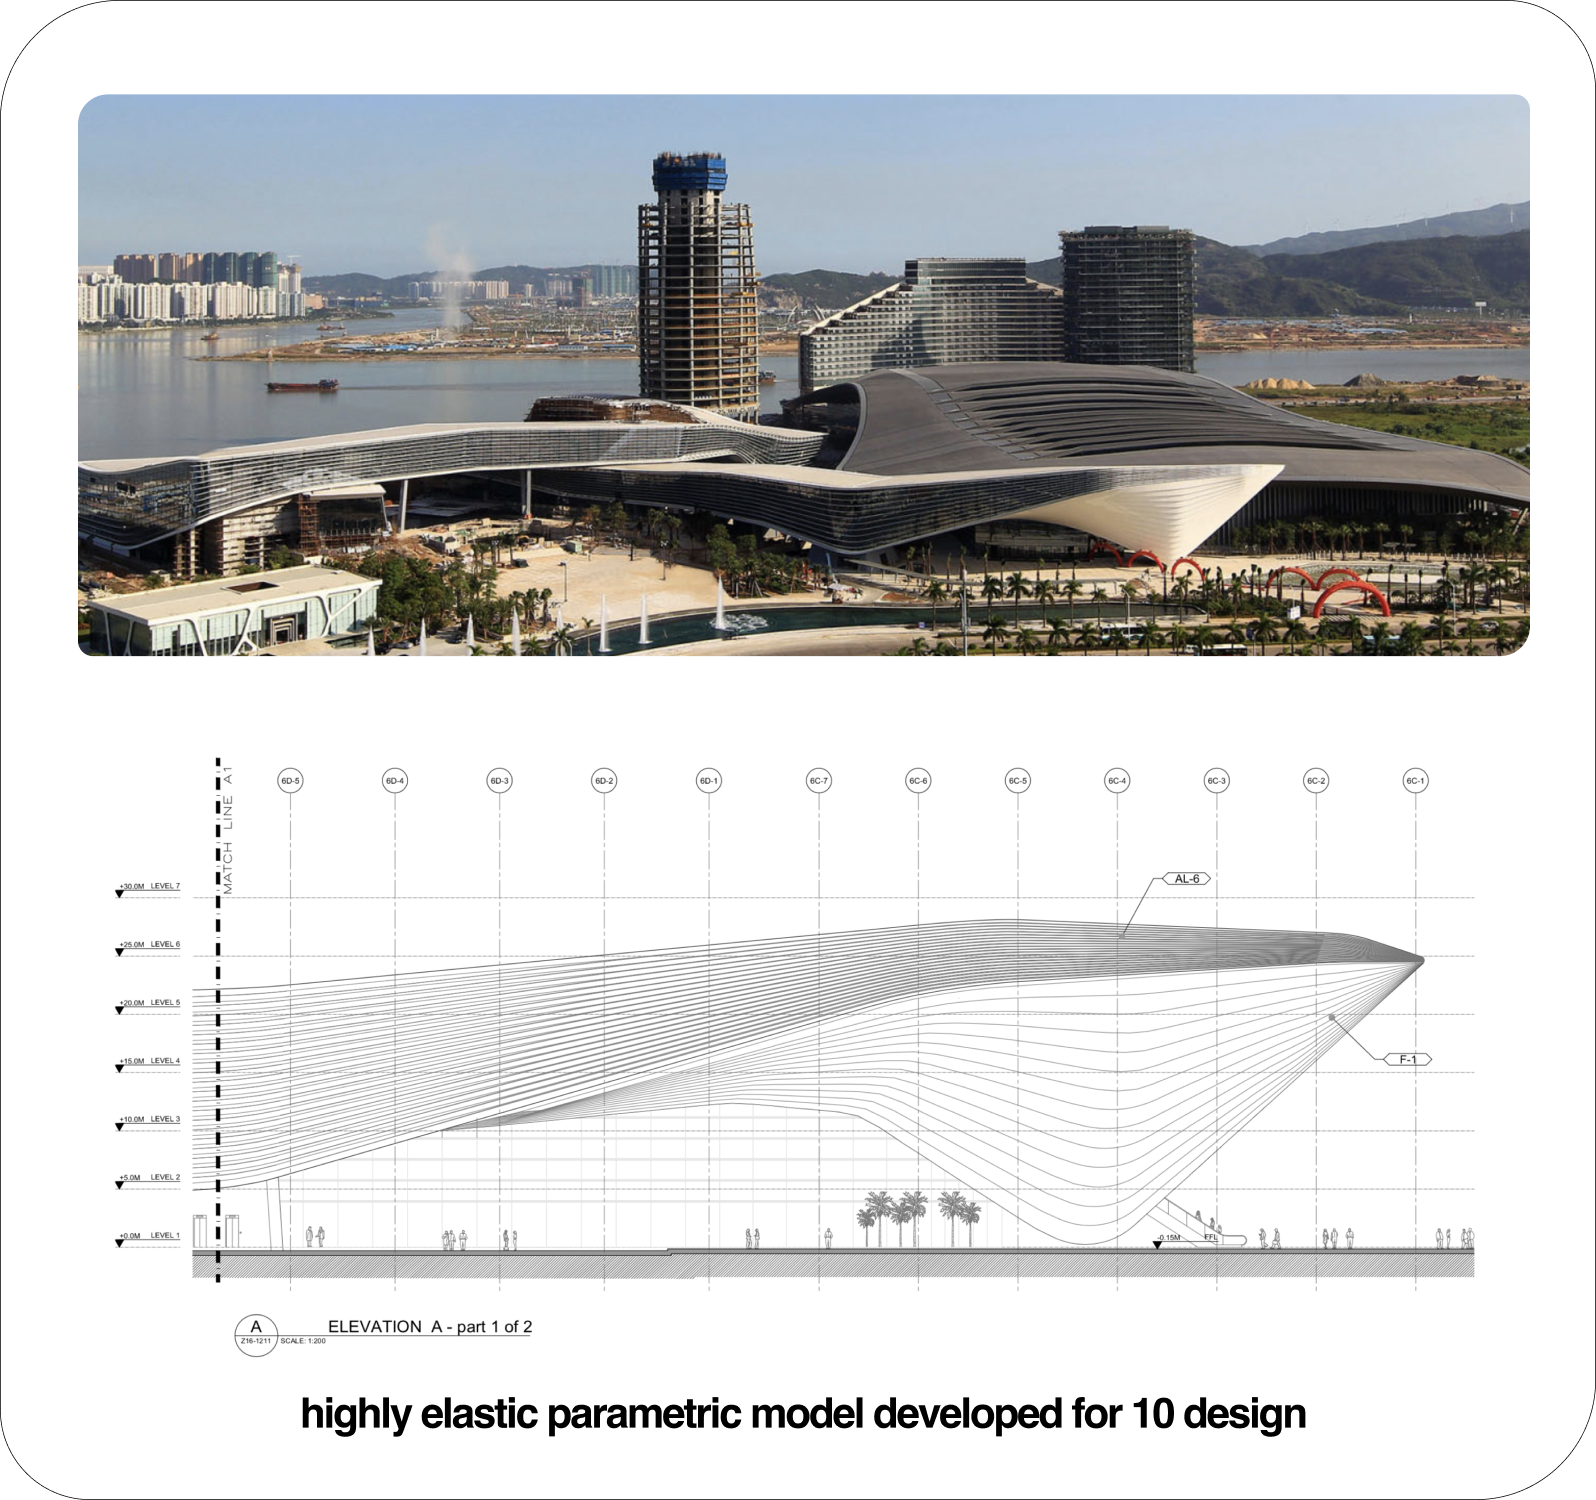 6D-5 6D-4 6D-3 6D-2 6D-1 6C-7 6C-6 6C-5 6C-4 6C-3 6C-2 6C-1
MATCH LINE A1
AL-6
+30.0M LEVEL 7
+25.0M LEVEL 6
+20.0M LEVEL 5
+15.0M LEVEL 4
F-1
+10.0M LEVEL 3
+5.0M LEVEL 2
+0.0M LEVEL 1
-0.15M FFL
A
Z16-1211
SCALE: 1:200
ELEVATION A - part 1 of 2
highly elastic parametric model developed for 10 design